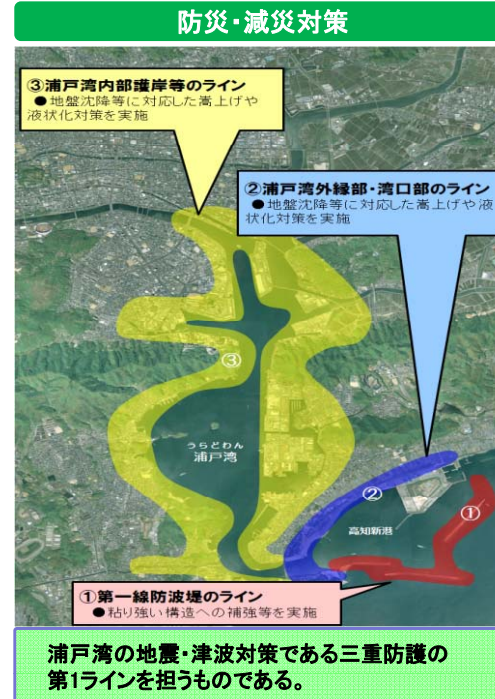 防災・減災対策
③浦戸湾内部護岸等のライン
●地盤沈降等に対応した嵩上げや
液状化対策を実施
②浦戸湾外縁部・湾口部のライン
●地盤沈降等に対応した嵩上げや液
状化対策を実施
③
うらどわん
浦戸湾
②
①
高知新港
①第一線防波堤のライン
●粘り強い構造への補強等を実施
浦戸湾の地震・津波対策である三重防護の
第1ラインを担うものである。